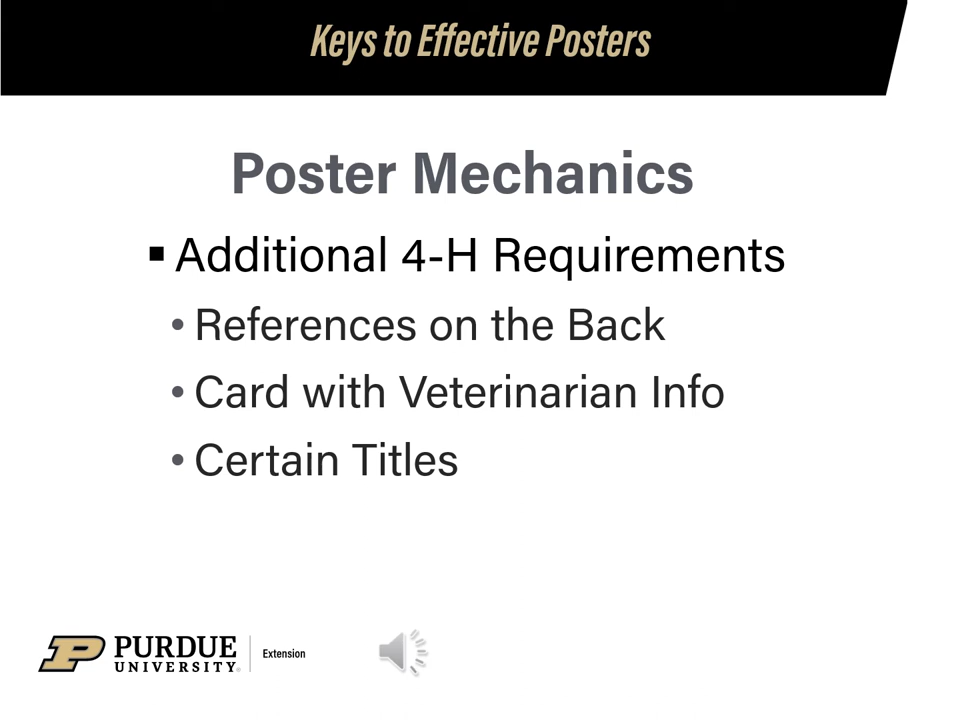 Keys to Effective Posters
Poster Mechanics
▪ Additional 4-H Requirements
• References on the Back
• Card with Veterinarian Info
• Certain Titles
P PURDUE UNIVERSITY® Extension